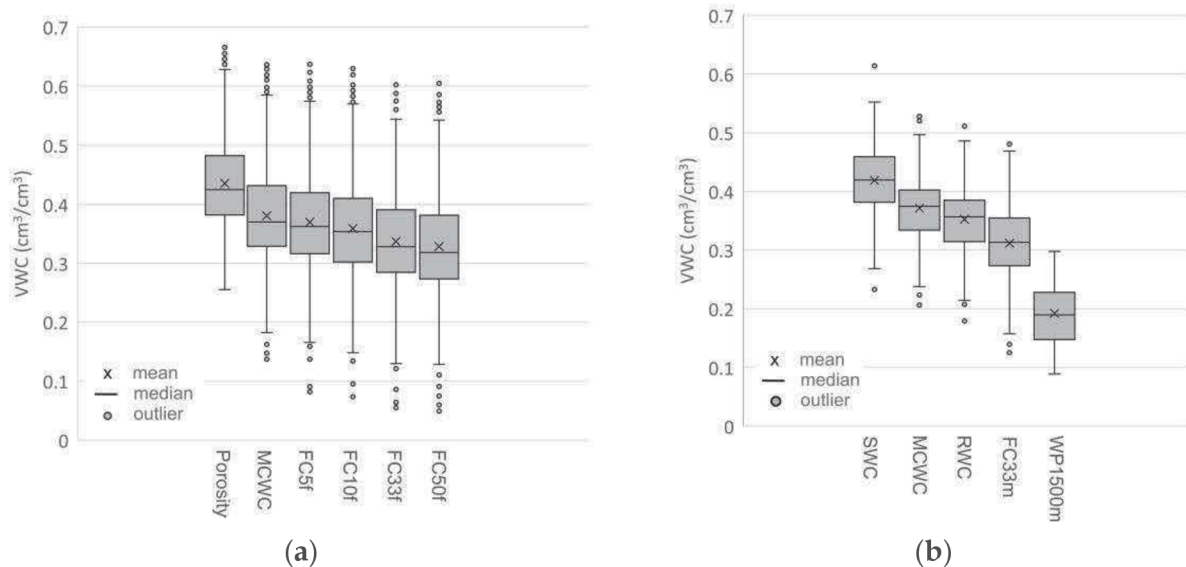 0.7
0.6
0.5
0.4
0.3
0.2
0.1
0
VWC (cm³/cm³)
× mean
median
outlier
Porosity
MCWC
FC5f
FC10f
FC33f
FC50f
(a)
0.7
0.6
0.5
0.4
0.3
0.2
0.1
0
VWC (cm³/cm³)
× mean
median
outlier
SWC
MCWC
RWC
FC33m
WP1500m
(b)